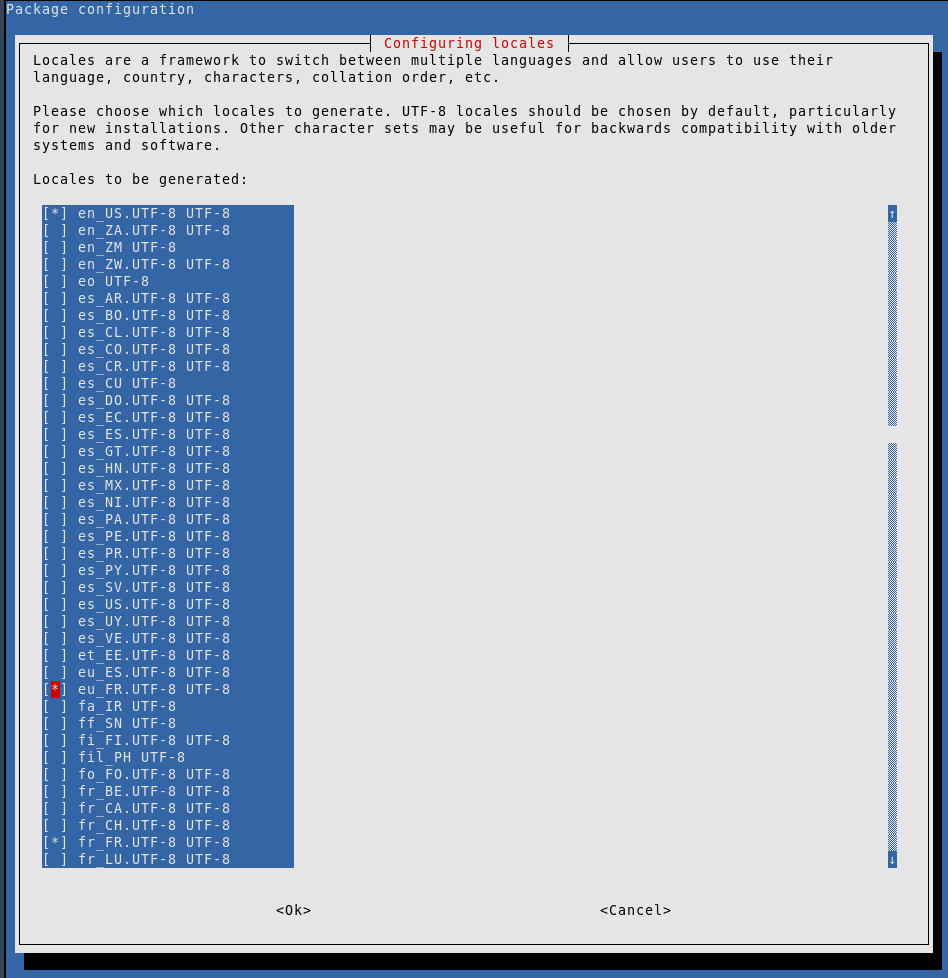 Package configuration
Configuring locales
Locales are a framework to switch between multiple languages and allow users to use their
language, country, characters, collation order, etc.
Please choose which locales to generate. UTF-8 locales should be chosen by default, particularly
for new installations. Other character sets may be useful for backwards compatibility with older
systems and software.
Locales to be generated:
[*] en_US.UTF-8 UTF-8 ↑
[ ] en_ZA.UTF-8 UTF-8
[ ] en_ZM UTF-8
[ ] en_ZW.UTF-8 UTF-8
[ ] eo UTF-8
[ ] es_AR.UTF-8 UTF-8
[ ] es_BO.UTF-8 UTF-8
[ ] es_CL.UTF-8 UTF-8
[ ] es_CO.UTF-8 UTF-8
[ ] es_CR.UTF-8 UTF-8
[ ] es_CU UTF-8
[ ] es_DO.UTF-8 UTF-8
[ ] es_EC.UTF-8 UTF-8
[ ] es_ES.UTF-8 UTF-8
[ ] es_GT.UTF-8 UTF-8
[ ] es_HN.UTF-8 UTF-8
[ ] es_MX.UTF-8 UTF-8
[ ] es_NI.UTF-8 UTF-8
[ ] es_PA.UTF-8 UTF-8
[ ] es_PE.UTF-8 UTF-8
[ ] es_PR.UTF-8 UTF-8
[ ] es_PY.UTF-8 UTF-8
[ ] es_SV.UTF-8 UTF-8
[ ] es_US.UTF-8 UTF-8
[ ] es_UY.UTF-8 UTF-8
[ ] es_VE.UTF-8 UTF-8
[ ] et_EE.UTF-8 UTF-8
[ ] eu_ES.UTF-8 UTF-8
[*] eu_FR.UTF-8 UTF-8
[ ] fa_IR UTF-8
[ ] ff_SN UTF-8
[ ] fi_FI.UTF-8 UTF-8
[ ] fil_PH UTF-8
[ ] fo_FO.UTF-8 UTF-8
[ ] fr_BE.UTF-8 UTF-8
[ ] fr_CA.UTF-8 UTF-8
[ ] fr_CH.UTF-8 UTF-8
[*] fr_FR.UTF-8 UTF-8
[ ] fr_LU.UTF-8 UTF-8 ↓
<Ok> <Cancel>